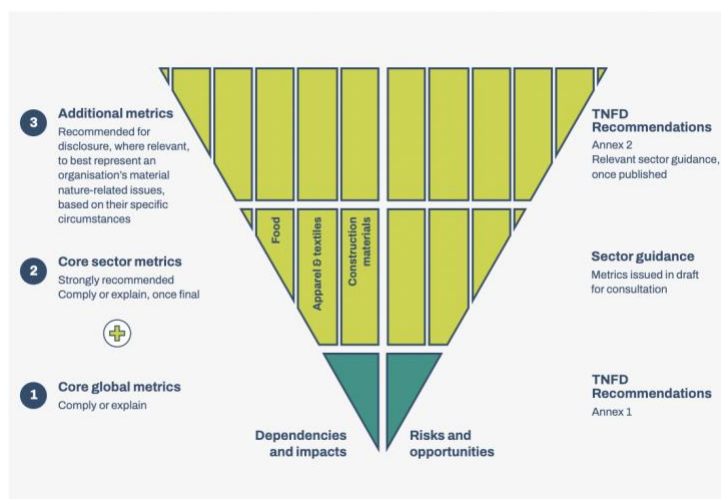 3
Additional metrics
Recommended for
disclosure, where relevant,
to best represent an
organisation's material
nature-related issues,
based on their specific
circumstances
TNFD
Recommendations
Annex 2
Relevant sector guidance,
once published
2
Core sector metrics
Strongly recommended
Comply or explain, once final
Food
Apparel & textiles
Construction
materials
Sector guidance
Metrics issued in draft
for consultation
1
Core global metrics
Comply or explain
Dependencies
and impacts
Risks and
opportunities
TNFD
Recommendations
Annex 1